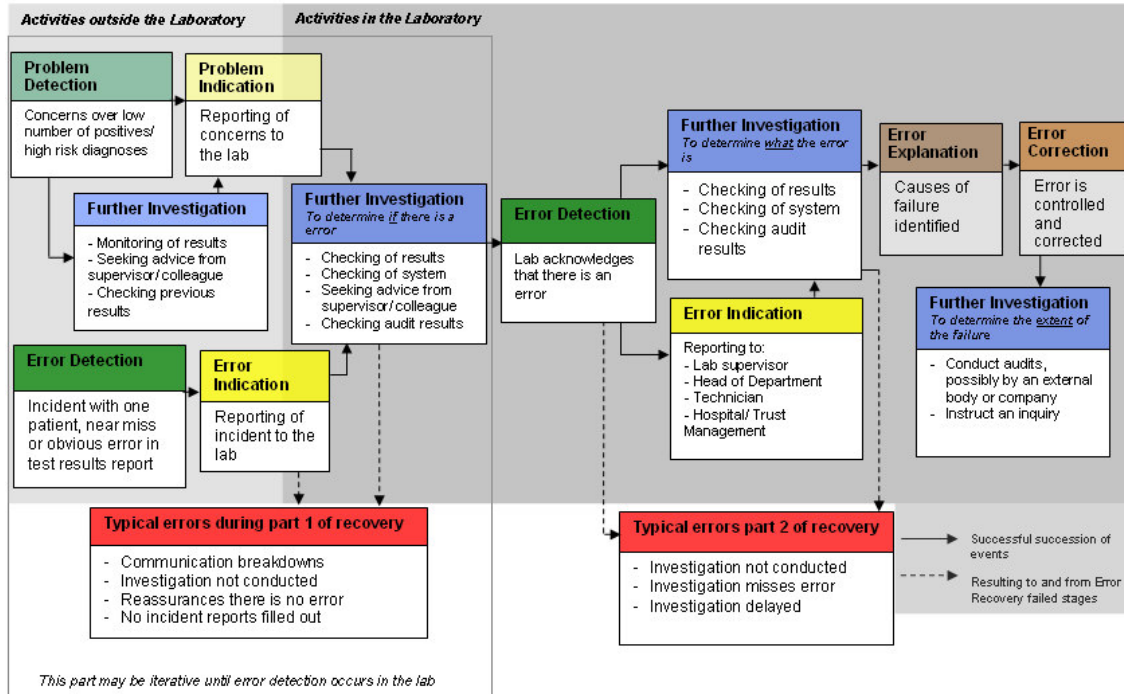 Activities outside the Laboratory
Activities in the Laboratory
Problem
Detection
Concerns over low
number of positives/
high risk diagnoses
Problem
Indication
Reporting of
concerns to
the lab
Further Investigation
- Monitoring of results
- Seeking advice from
supervisor/colleague
- Checking previous
results
Error Detection
Incident with one
patient, near miss
or obvious error in
test results report
Error
Indication
Reporting of
incident to the
lab
Further Investigation
To determine if there is a
error
- Checking of results
- Checking of system
- Seeking advice from
supervisor/colleague
- Checking audit results
Error Detection
Lab acknowledges
that there is an
error
Further Investigation
To determine what the error
is
- Checking of results
- Checking of system
- Checking audit
results
Error Indication
Reporting to:
- Lab supervisor
- Head of Department
- Technician
- Hospital/ Trust
Management
Error
Explanation
Causes of
failure
identified
Error
Correction
Error is
controlled
and
corrected
Further Investigation
To determine the extent of
the failure
- Conduct audits,
possibly by an external
body or company
- Instruct an inquiry
Typical errors during part 1 of recovery
- Communication breakdowns
- Investigation not conducted
- Reassurances there is no error
- No incident reports filled out
Typical errors part 2 of recovery
- Investigation not conducted
- Investigation misses error
- Investigation delayed
Successful succession of
events
Resulting to and from Error
Recovery failed stages
This part may be iterative until error detection occurs in the lab